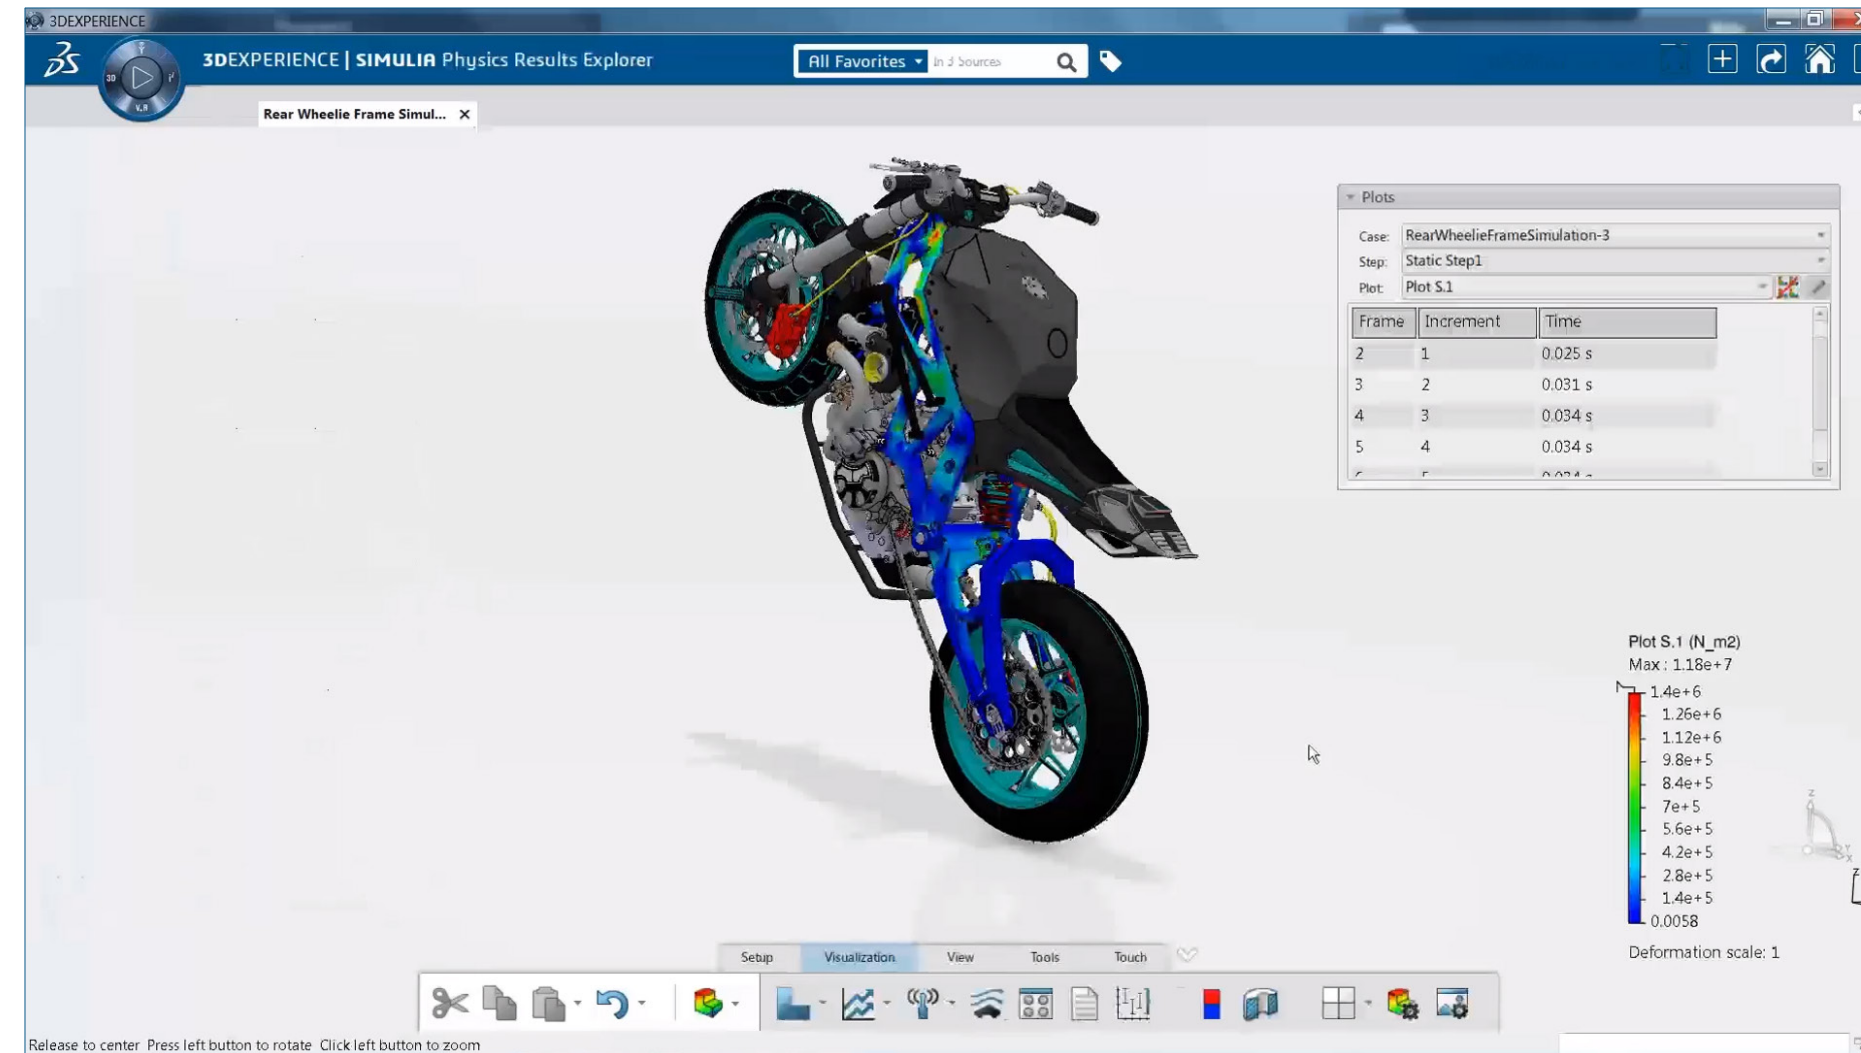 3DEXPERIENCE
3DEXPERIENCE | SIMULIA Physics Results Explorer
All Favorites
in 3 Sources
3D
V.R
Rear Wheelie Frame Simul...
Plots
Case: RearWheelieFrameSimulation-3
Step: Static Step1
Plot: Plot S.1
Frame Increment Time
2 1 0.025 s
3 2 0.031 s
4 3 0.034 s
5 4 0.034 s
Plot S.1 (N_m2)
Max : 1.18e+7
1.4e+6
1.26e+6
1.12e+6
9.8e+5
8.4e+5
7e+5
5.6e+5
4.2e+5
2.8e+5
1.4e+5
0.0058
Deformation scale: 1
Setup Visualization View Tools Touch
Release to center Press left button to rotate Click left button to zoom